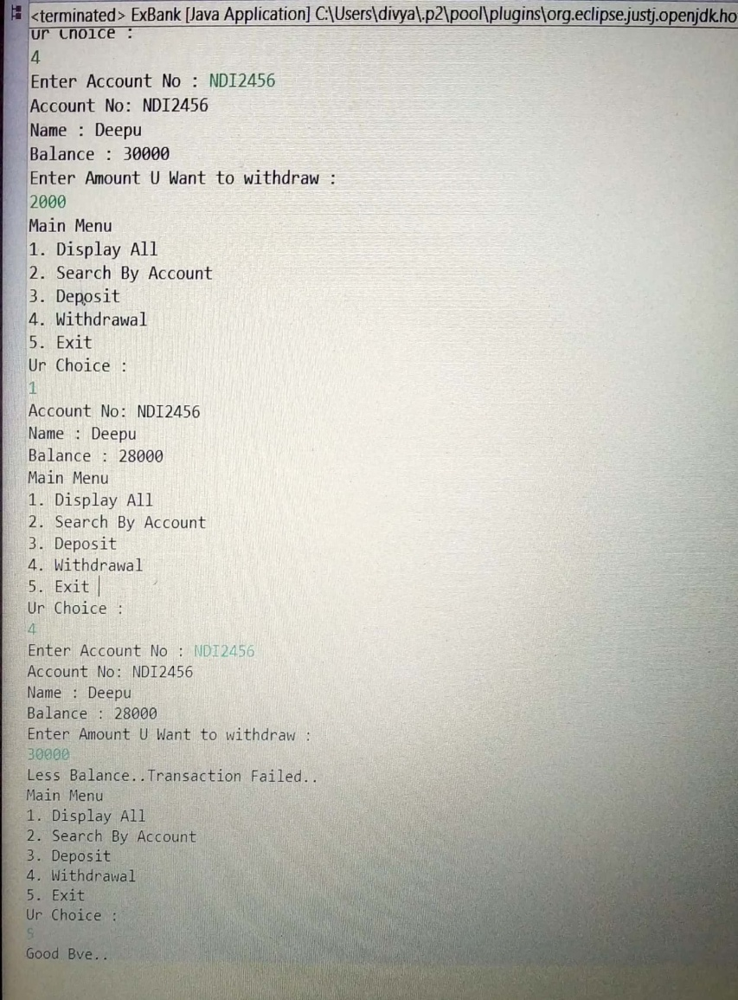 <terminated> ExBank [Java Application] C:\Users\divya\.p2\pool\plugins\org.eclipse.justj.openjdk.ho
Ur Choice :
4
Enter Account No : NDI2456
Account No: NDI2456
Name : Deepu
Balance : 30000
Enter Amount U Want to withdraw :
2000
Main Menu
1. Display All
2. Search By Account
3. Deposit
4. Withdrawal
5. Exit
Ur Choice :
1
Account No: NDI2456
Name : Deepu
Balance : 28000
Main Menu
1. Display All
2. Search By Account
3. Deposit
4. Withdrawal
5. Exit
Ur Choice :
4
Enter Account No : NDI2456
Account No: NDI2456
Name : Deepu
Balance : 28000
Enter Amount U Want to withdraw :
30000
Less Balance..Transaction Failed..
Main Menu
1. Display All
2. Search By Account
3. Deposit
4. Withdrawal
5. Exit
Ur Choice :
5
Good Bye..